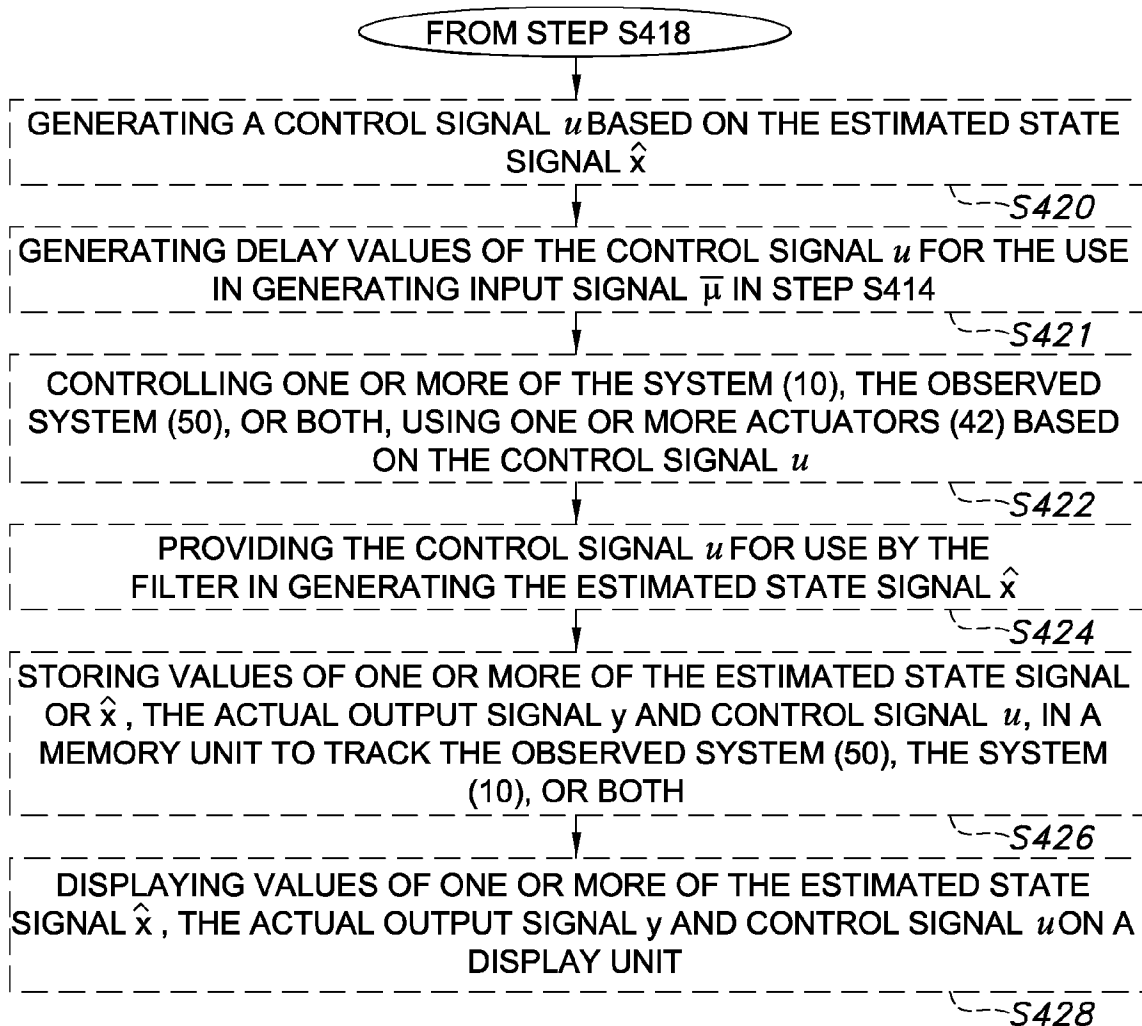 FROM STEP S418
GENERATING A CONTROL SIGNAL u BASED ON THE ESTIMATED STATE
SIGNAL x̂
S420
GENERATING DELAY VALUES OF THE CONTROL SIGNAL u FOR THE USE
IN GENERATING INPUT SIGNAL μ̅ IN STEP S414
S421
CONTROLLING ONE OR MORE OF THE SYSTEM (10), THE OBSERVED
SYSTEM (50), OR BOTH, USING ONE OR MORE ACTUATORS (42) BASED
ON THE CONTROL SIGNAL u
S422
PROVIDING THE CONTROL SIGNAL u FOR USE BY THE
FILTER IN GENERATING THE ESTIMATED STATE SIGNAL x̂
S424
STORING VALUES OF ONE OR MORE OF THE ESTIMATED STATE SIGNAL
OR x̂ , THE ACTUAL OUTPUT SIGNAL y AND CONTROL SIGNAL u, IN A
MEMORY UNIT TO TRACK THE OBSERVED SYSTEM (50), THE SYSTEM
(10), OR BOTH
S426
DISPLAYING VALUES OF ONE OR MORE OF THE ESTIMATED STATE
SIGNAL x̂ , THE ACTUAL OUTPUT SIGNAL y AND CONTROL SIGNAL u ON A
DISPLAY UNIT
S428